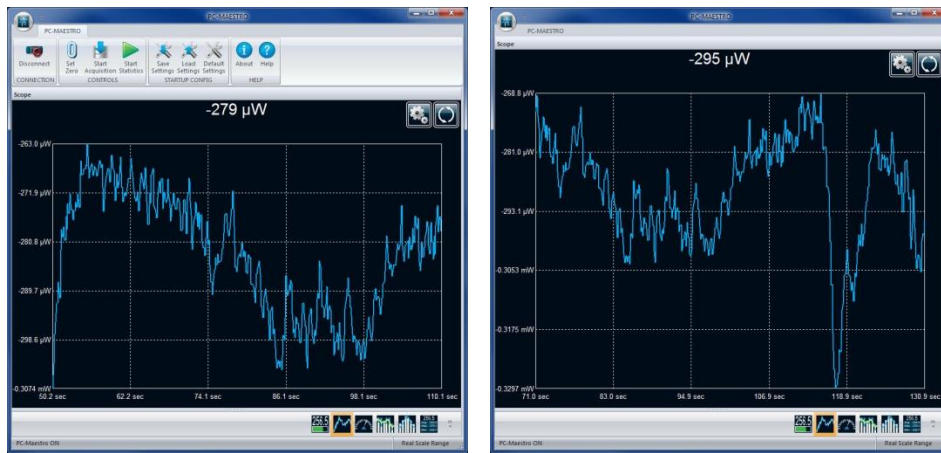 PC-MAESTRO
PC-MAESTRO
Disconnect
Set Zero
Start Acquisition
Start Statistics
Save Settings
Load Settings
Default Settings
About
Help
CONNECTION
CONTROLS
STARTUP CONFIG
HELP
Scope
-279 µW
-263.0 µW
-271.9 µW
-280.8 µW
-289.7 µW
-298.6 µW
-0.3074 mW
50.2 sec 62.2 sec 74.1 sec 86.1 sec 98.1 sec 110.1 sec
256.5
PC-Maestro ON Real Scale Range
PC-MAESTRO
PC-MAESTRO
Scope
-295 µW
-268.8 µW
-281.0 µW
-293.1 µW
-0.3053 mW
-0.3175 mW
-0.3297 mW
71.0 sec 83.0 sec 94.9 sec 106.9 sec 118.9 sec 130.9 sec
256.5
PC-Maestro ON Real Scale Range